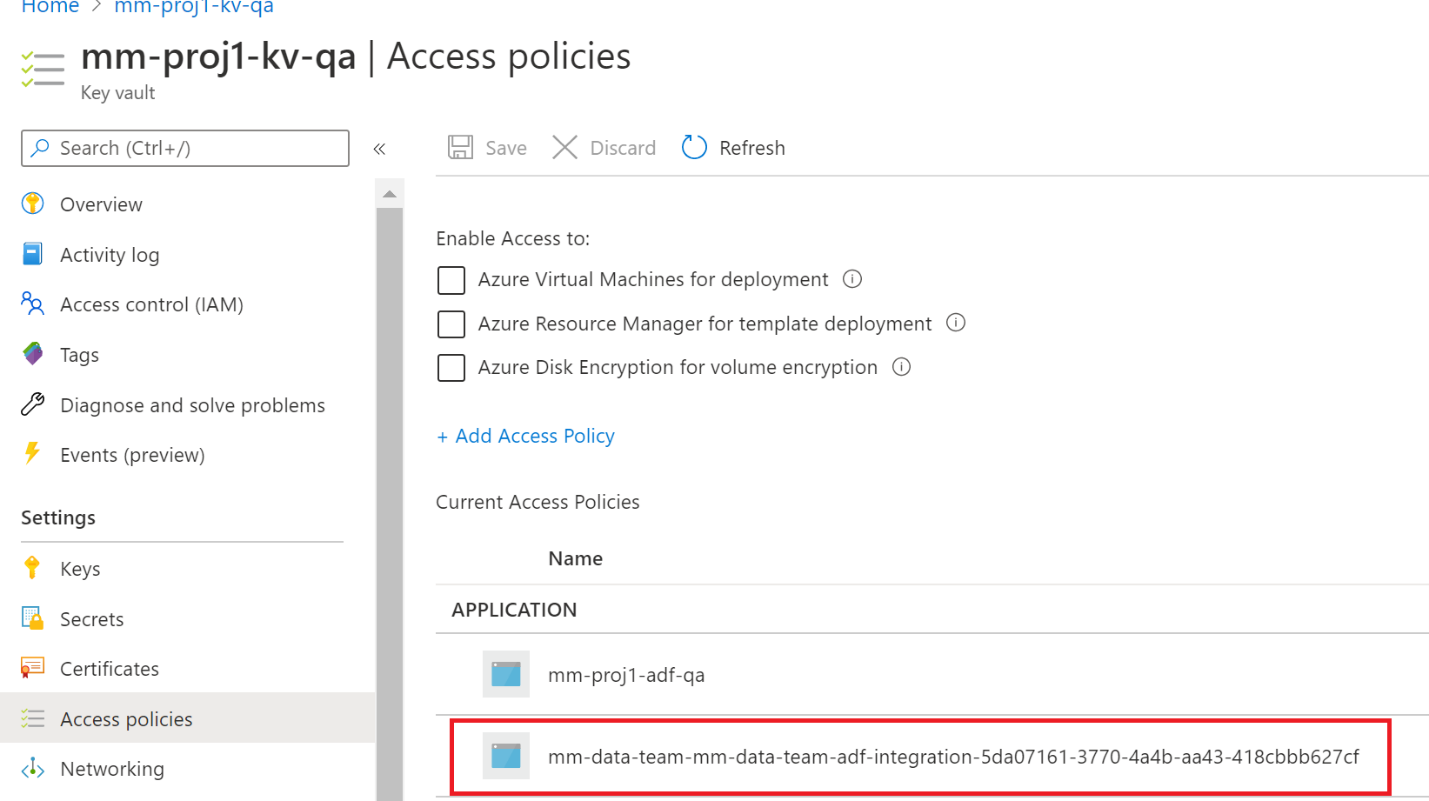 Home > mm-proj1-kv-qa
mm-proj1-kv-qa | Access policies
Key vault
Search (Ctrl+/)
«
Overview
Activity log
Access control (IAM)
Tags
Diagnose and solve problems
Events (preview)
Settings
Keys
Secrets
Certificates
Access policies
Networking
Save Discard Refresh
Enable Access to:
Azure Virtual Machines for deployment
Azure Resource Manager for template deployment
Azure Disk Encryption for volume encryption
+ Add Access Policy
Current Access Policies
Name
APPLICATION
mm-proj1-adf-qa
mm-data-team-mm-data-team-adf-integration-5da07161-3770-4a4b-aa43-418cbbb627cf